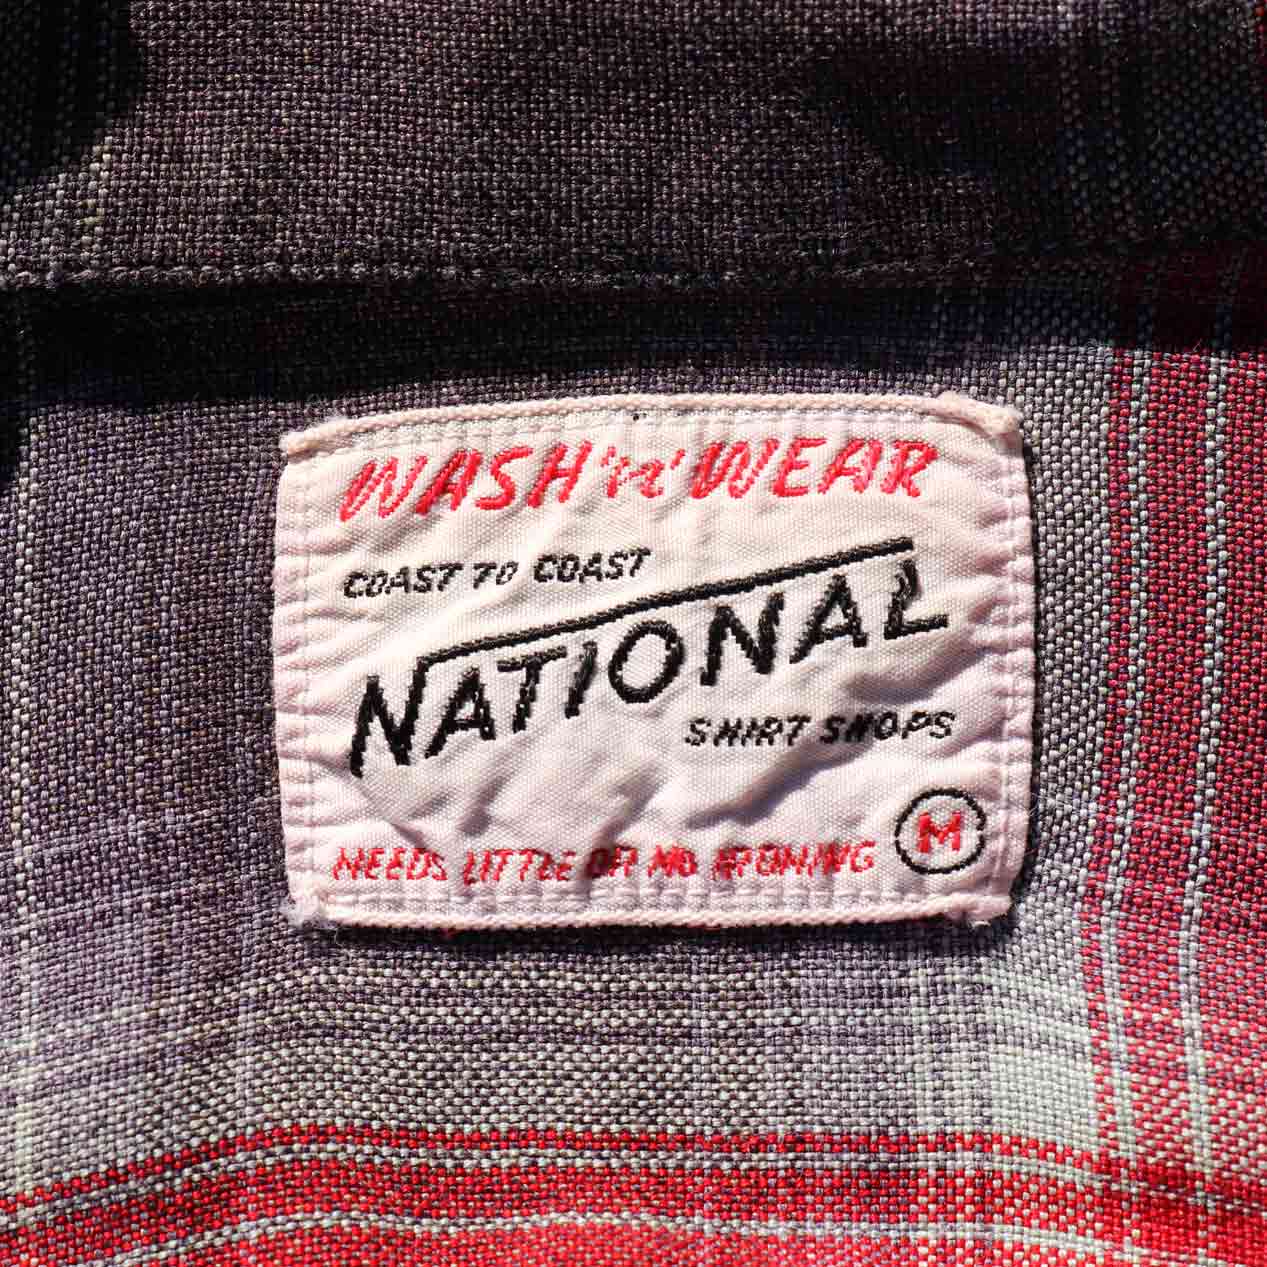 WASH 'n' WEAR
COAST TO COAST
NATIONAL
SHIRT SHOPS
NEEDS LITTLE OR NO IRONING
M